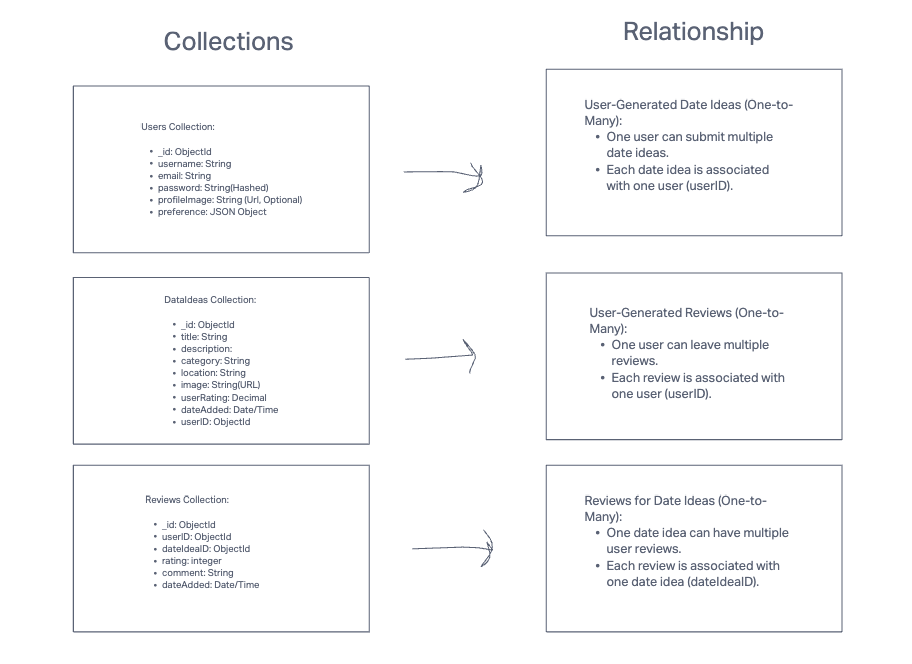 Collections
Users Collection:
• _id: ObjectId
• username: String
• email: String
• password: String(Hashed)
• profileImage: String (Url, Optional)
• preference: JSON Object
DataIdeas Collection:
• _id: ObjectId
• title: String
• description:
• category: String
• location: String
• image: String(URL)
• userRating: Decimal
• dateAdded: Date/Time
• userID: ObjectId
Reviews Collection:
• _id: ObjectId
• userID: ObjectId
• dateIdeaID: ObjectId
• rating: integer
• comment: String
• dateAdded: Date/Time
Relationship
User-Generated Date Ideas (One-to-
Many):
• One user can submit multiple
date ideas.
• Each date idea is associated
with one user (userID).
User-Generated Reviews (One-to-
Many):
• One user can leave multiple
reviews.
• Each review is associated with
one user (userID).
Reviews for Date Ideas (One-to-
Many):
• One date idea can have multiple
user reviews.
• Each review is associated with
one date idea (dateIdeaID).